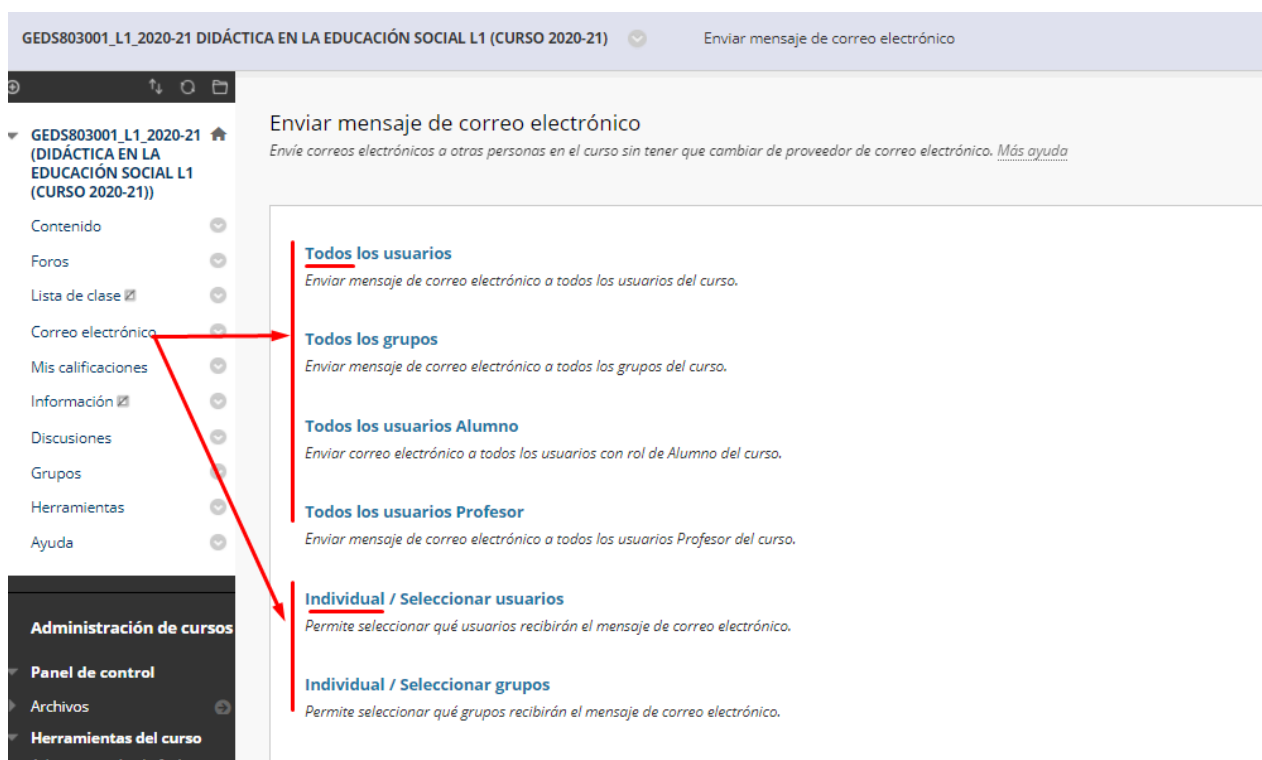 GEDS803001_L1_2020-21 DIDÁCTICA EN LA EDUCACIÓN SOCIAL L1 (CURSO 2020-21)
Enviar mensaje de correo electrónico
GEDS803001_L1_2020-21
(DIDÁCTICA EN LA
EDUCACIÓN SOCIAL L1
(CURSO 2020-21))
Contenido
Foros
Lista de clase
Correo electrónico
Mis calificaciones
Información
Discusiones
Grupos
Herramientas
Ayuda
Administración de cursos
Panel de control
Archivos
Herramientas del curso
Enviar mensaje de correo electrónico
Envíe correos electrónicos a otras personas en el curso sin tener que cambiar de proveedor de correo electrónico. Más ayuda
Todos los usuarios
Enviar mensaje de correo electrónico a todos los usuarios del curso.
Todos los grupos
Enviar mensaje de correo electrónico a todos los grupos del curso.
Todos los usuarios Alumno
Enviar correo electrónico a todos los usuarios con rol de Alumno del curso.
Todos los usuarios Profesor
Enviar mensaje de correo electrónico a todos los usuarios Profesor del curso.
Individual / Seleccionar usuarios
Permite seleccionar qué usuarios recibirán el mensaje de correo electrónico.
Individual / Seleccionar grupos
Permite seleccionar qué grupos recibirán el mensaje de correo electrónico.